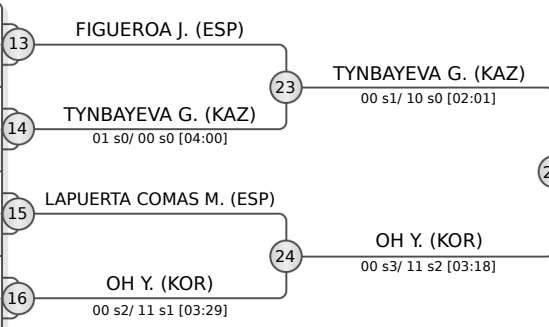 FIGUEROA J. (ESP)
13
23
TYNBAYEVA G. (KAZ)
00 s1/ 10 s0 [02:01]
TYNBAYEVA G. (KAZ)
14
01 s0/ 00 s0 [04:00]
LAPUERTA COMAS M. (ESP)
15
24
OH Y. (KOR)
00 s3/ 11 s2 [03:18]
OH Y. (KOR)
16
00 s2/ 11 s1 [03:29]